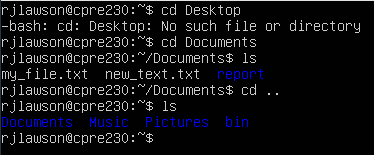 rjlawson@cpre230:~$ cd Desktop
-bash: cd: Desktop: No such file or directory
rjlawson@cpre230:~$ cd Documents
rjlawson@cpre230:~/Documents$ ls
my_file.txt  new_text.txt  report
rjlawson@cpre230:~/Documents$ cd ..
rjlawson@cpre230:~$ ls
Documents  Music  Pictures  bin
rjlawson@cpre230:~$